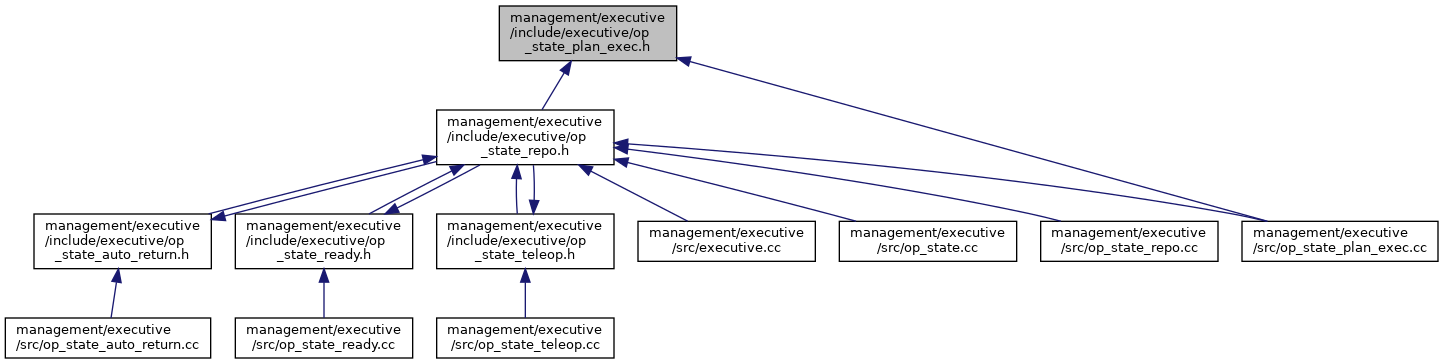 management/executive
/include/executive/op
_state_plan_exec.h
management/executive
/include/executive/op
_state_repo.h
management/executive
/include/executive/op
_state_auto_return.h
management/executive
/include/executive/op
_state_ready.h
management/executive
/include/executive/op
_state_teleop.h
management/executive
/src/executive.cc
management/executive
/src/op_state.cc
management/executive
/src/op_state_repo.cc
management/executive
/src/op_state_plan_exec.cc
management/executive
/src/op_state_auto_return.cc
management/executive
/src/op_state_ready.cc
management/executive
/src/op_state_teleop.cc